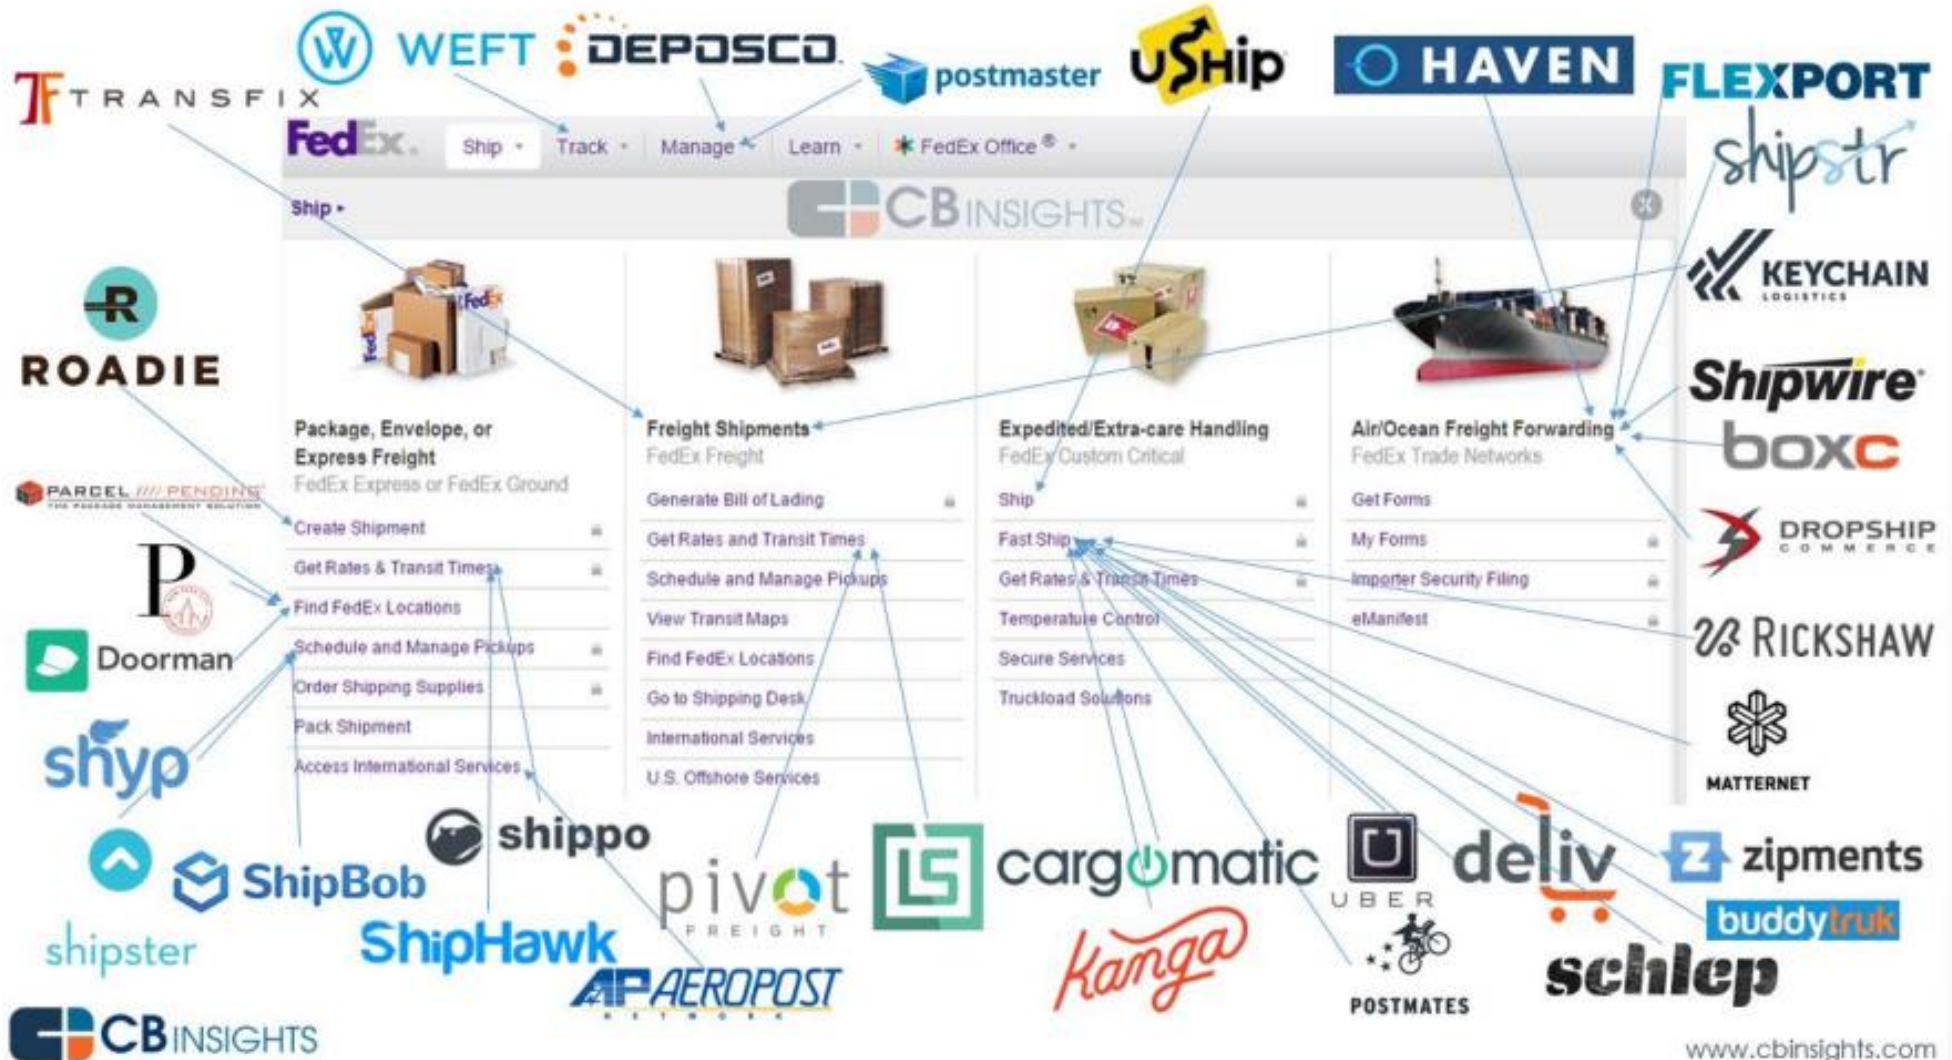 WEFT
DEPOSCO
postmaster
uShip
HAVEN
FLEXPORT
TRANSFIX
shipstr
FedEx
Ship
Track
Manage
Learn
FedEx Office ®
Ship
CB INSIGHTS
KEYCHAIN
LOGISTICS
R
ROADIE
FedEx
Shipwire
boxc
Package, Envelope, or
Express Freight
FedEx Express or FedEx Ground
Create Shipment
Get Rates & Transit Times
Find FedEx Locations
Schedule and Manage Pickups
Order Shipping Supplies
Pack Shipment
Access International Services
Freight Shipments
FedEx Freight
Generate Bill of Lading
Get Rates and Transit Times
Schedule and Manage Pickups
View Transit Maps
Find FedEx Locations
Go to Shipping Desk
International Services
U.S. Offshore Services
Expedited/Extra-care Handling
FedEx Custom Critical
Ship
Fast Ship
Get Rates & Transit Times
Temperature Control
Secure Services
Truckload Solutions
Air/Ocean Freight Forwarding
FedEx Trade Networks
Get Forms
My Forms
Importer Security Filing
eManifest
PARCEL //// PENDING
THE PACKAGE MANAGEMENT SOLUTION
P
Doorman
shyp
shipster
ShipBob
shippo
ShipHawk
AEROPOST
NETWORK
pivot
FREIGHT
LS
cargomatic
Kanga
U
UBER
POSTMATES
deliv
schlep
DROPSHIP
COMMERCE
RICKSHAW
MATTERNET
Z
zipments
buddytruk
CB INSIGHTS
www.cbinsights.com